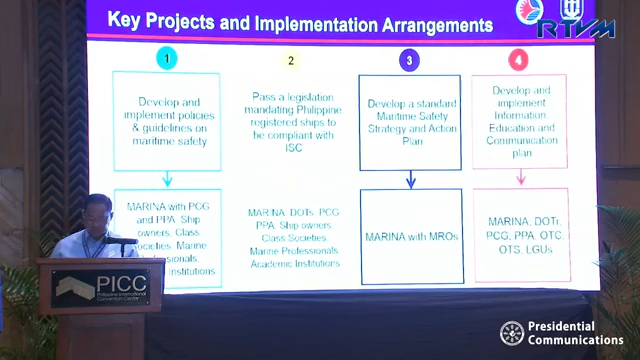 Key Projects and Implementation Arrangements
RTVM
1
2
3
4
Develop and
implement policies
& guidelines on
maritime safety
Pass a legislation
mandating Philippine
registered ships to
be compliant with
ISC
Develop a standard
Maritime Safety
Strategy and Action
Plan
Develop and
implement
Information
Education and
Communication
plan
MARINA with PCG
and PPA, Ship
owners, Class
Societies, Marine
Institutions
MARINA, DOTs, PCG
PPA, Ship owners,
Class Societies,
Marine Professionals
Academic Institutions
MARINA with MROs
MARINA, DOTr,
PCG, PPA, OTC,
OTS, LGUs
PICC
Philippine International
Convention Center
Presidential
Communications